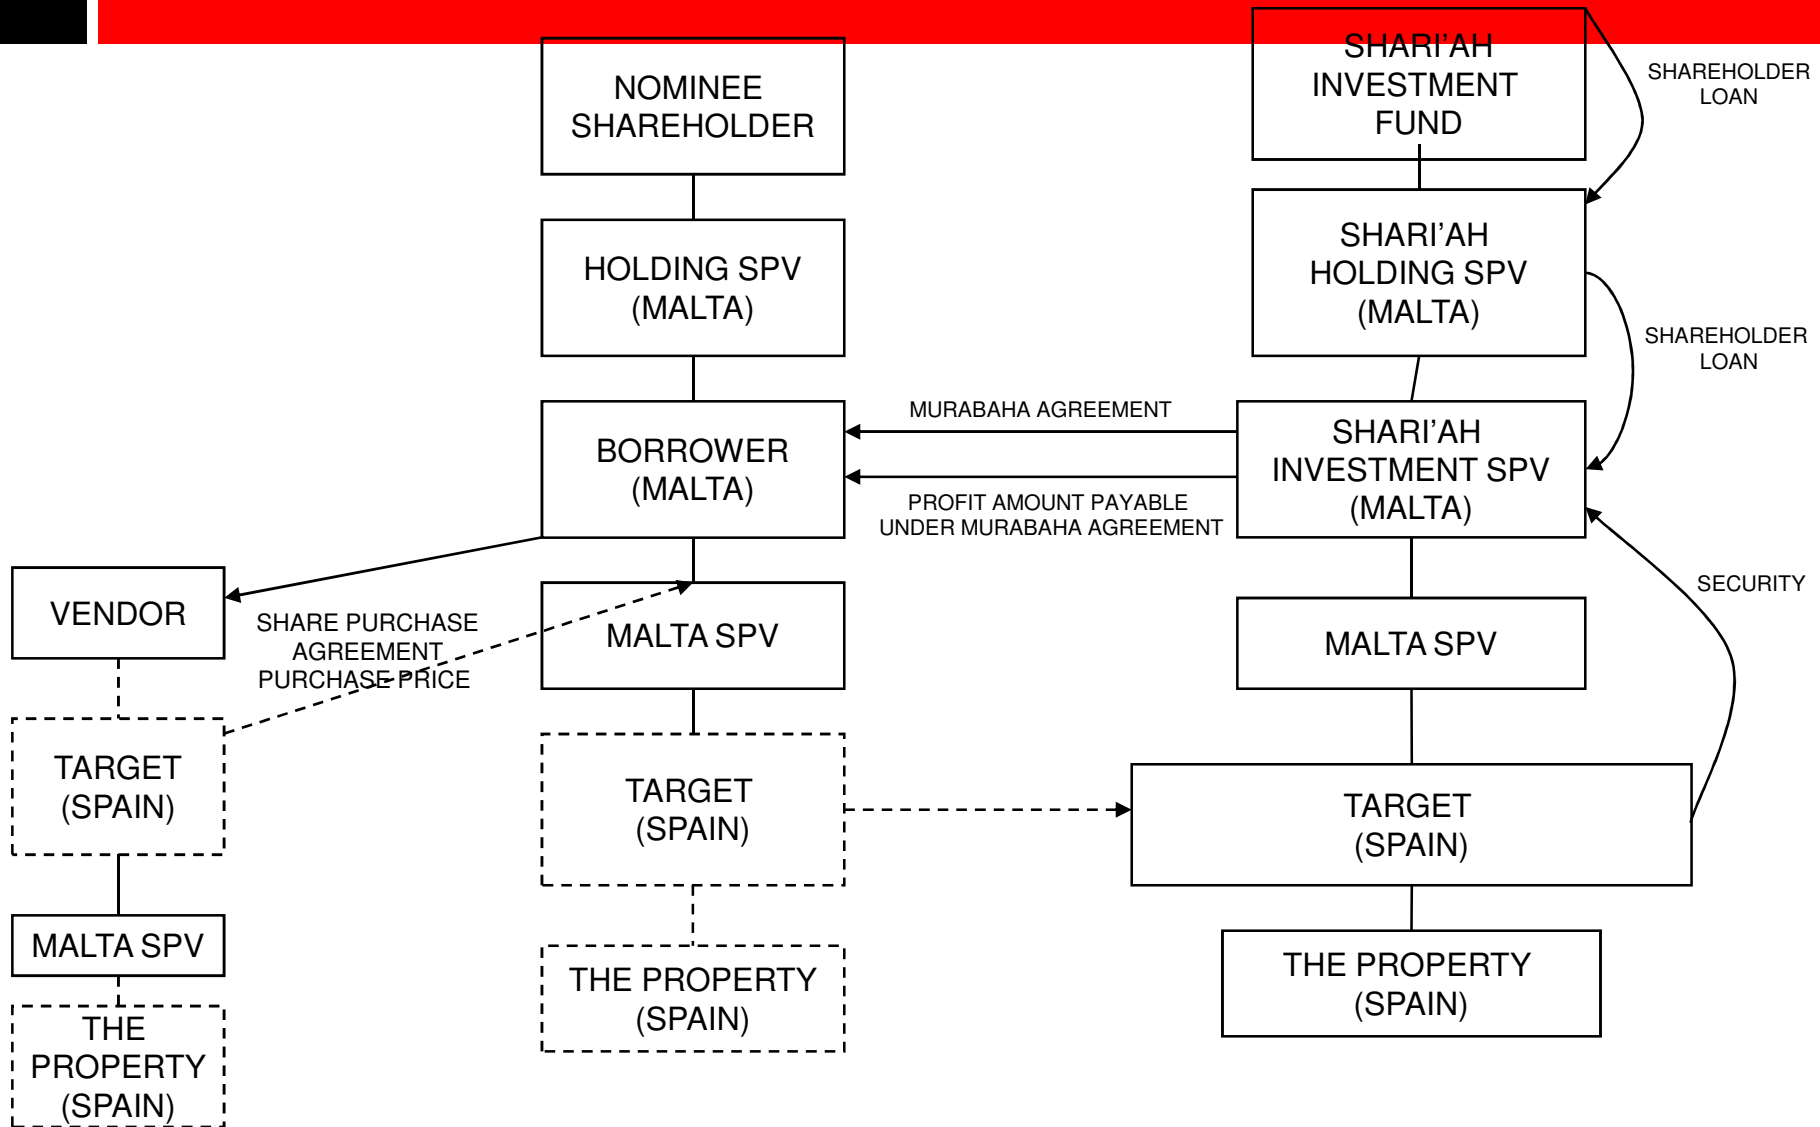 NOMINEE
SHAREHOLDER
SHARI'AH
INVESTMENT
FUND
SHAREHOLDER
LOAN
HOLDING SPV
(MALTA)
SHARI'AH
HOLDING SPV
(MALTA)
SHAREHOLDER
LOAN
BORROWER
(MALTA)
MURABAHA AGREEMENT
PROFIT AMOUNT PAYABLE
UNDER MURABAHA AGREEMENT
SHARI'AH
INVESTMENT SPV
(MALTA)
SECURITY
VENDOR
SHARE PURCHASE
AGREEMENT
PURCHASE PRICE
MALTA SPV
MALTA SPV
TARGET
(SPAIN)
TARGET
(SPAIN)
TARGET
(SPAIN)
MALTA SPV
THE PROPERTY
(SPAIN)
THE PROPERTY
(SPAIN)
THE
PROPERTY
(SPAIN)